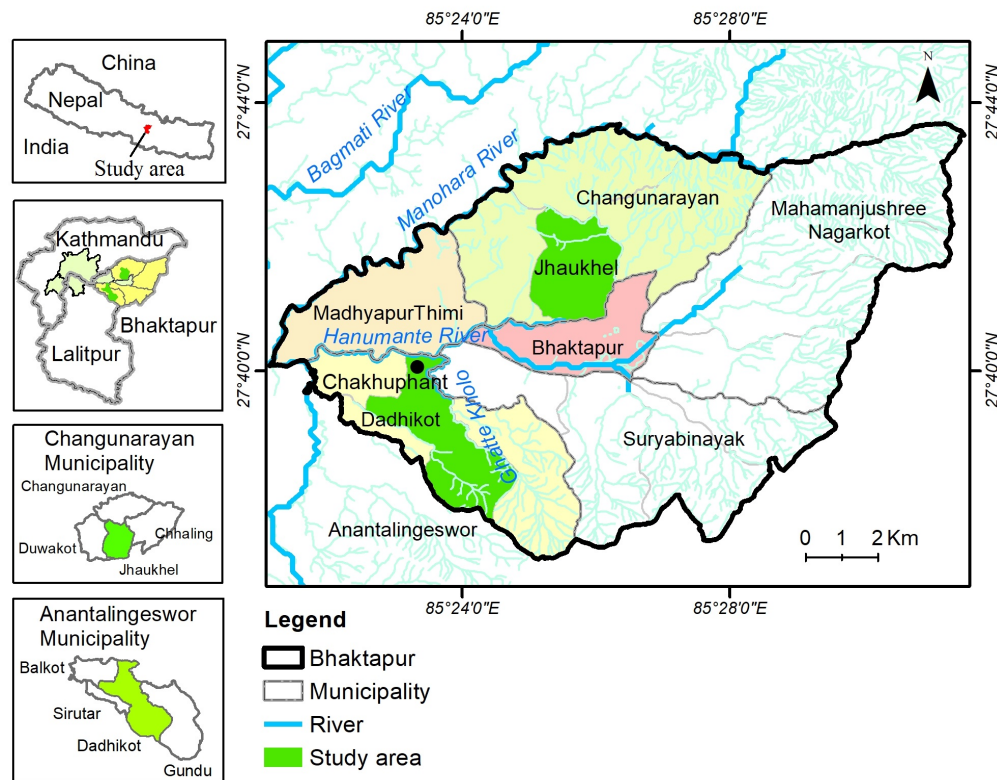 China
Nepal
India
Study area
Kathmandu
Bhaktapur
Lalitpur
Changunarayan
Municipality
Changunarayan
Chhaling
Duwakot
Jhaukhel
Anantalingeswor
Municipality
Balkot
Sirutar
Dadhikot
Gundu
85°24'0"E
85°28'0"E
27°44'0"N
27°44'0"N
N
Bagmati River
Manohara River
Changunarayan
Mahamanjushree
Nagarkot
Jhaukhel
MadhyapurThimi
Hanumante River
Bhaktapur
27°40'0"N
27°40'0"N
Chakhuphant
Dadhikot
Ghatte Kholo
Suryabinayak
Anantalingeswor
0 1 2 Km
85°24'0"E
85°28'0"E
Legend
Bhaktapur
Municipality
River
Study area